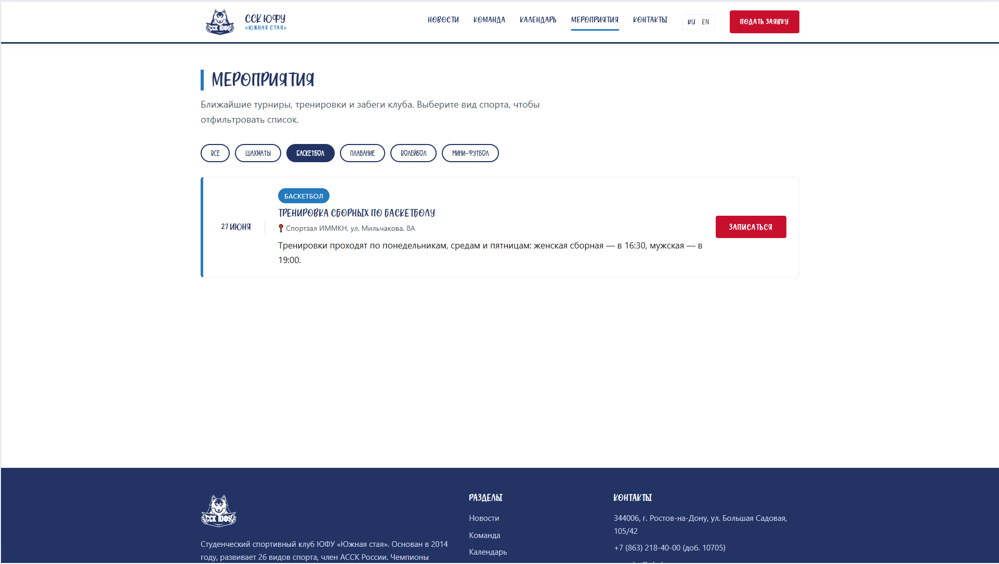 ССК ЮФУ
ССК ЮФУ
«ЮЖНАЯ СТАЯ»
НОВОСТИ
КОМАНДА
КАЛЕНДАРЬ
МЕРОПРИЯТИЯ
КОНТАКТЫ
RU / EN
ПОДАТЬ ЗАЯВКУ
МЕРОПРИЯТИЯ
Ближайшие турниры, тренировки и забеги клуба. Выберите вид спорта, чтобы
отфильтровать список.
ВСЕ
ШАХМАТЫ
БАСКЕТБОЛ
ПЛАВАНИЕ
ВОЛЕЙБОЛ
МИНИ-ФУТБОЛ
БАСКЕТБОЛ
ТРЕНИРОВКА СБОРНЫХ ПО БАСКЕТБОЛУ
27 ИЮНЯ
Спортзал ИММКН, ул. Мильчакова, 8А
Тренировки проходят по понедельникам, средам и пятницам: женская сборная — в 16:30, мужская — в
19:00.
ЗАПИСАТЬСЯ
ССК ЮФУ
Студенческий спортивный клуб ЮФУ «Южная стая». Основан в 2014
году, развивает 26 видов спорта, член АССК России. Чемпионы
РАЗДЕЛЫ
Новости
Команда
Календарь
КОНТАКТЫ
344006, г. Ростов-на-Дону, ул. Большая Садовая,
105/42
+7 (863) 218-40-00 (доб. 10705)